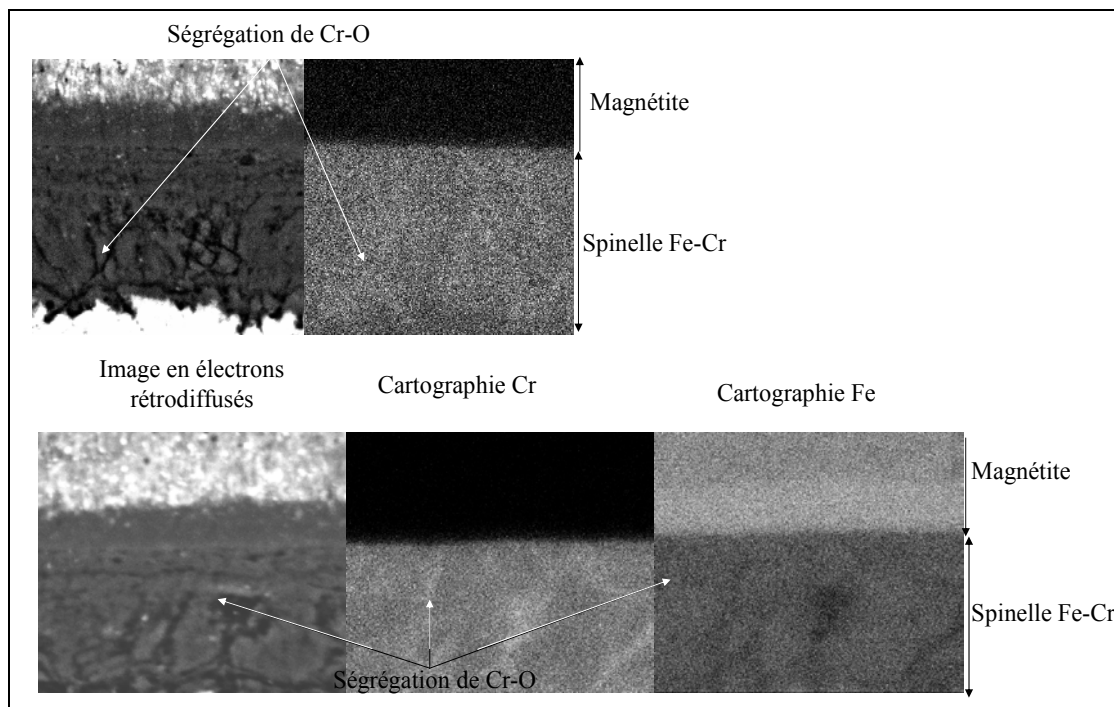 Ségrégation de Cr-O
Magnétite
Spinelle Fe-Cr
Image en électrons
rétrodiffusés
Cartographie Cr
Cartographie Fe
Magnétite
Spinelle Fe-Cr
Ségrégation de Cr-O